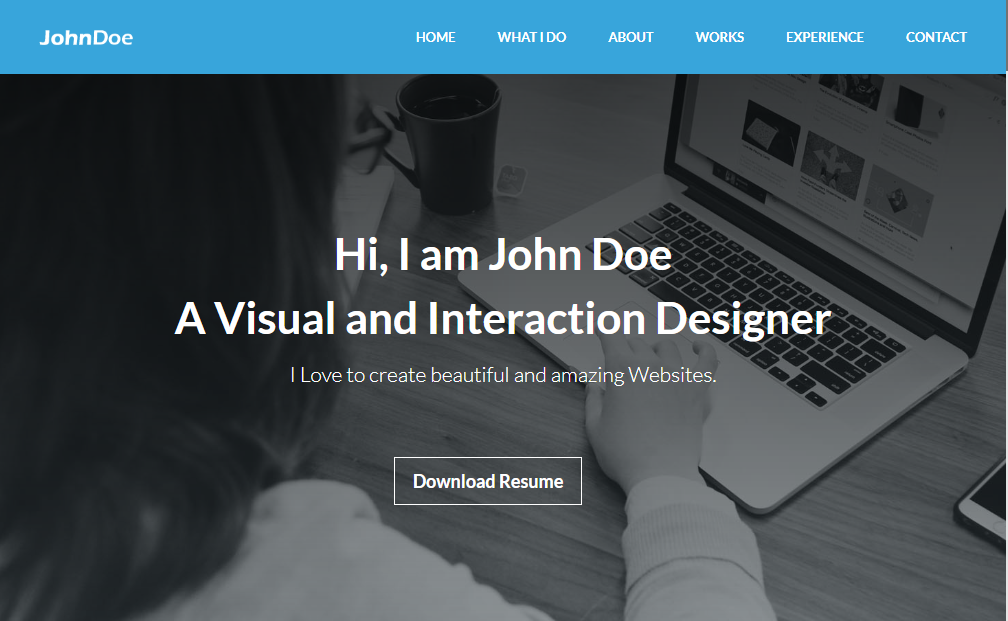 JohnDoe
HOME WHAT I DO ABOUT WORKS EXPERIENCE CONTACT
Hi, I am John Doe
A Visual and Interaction Designer
I Love to create beautiful and amazing Websites.
Download Resume